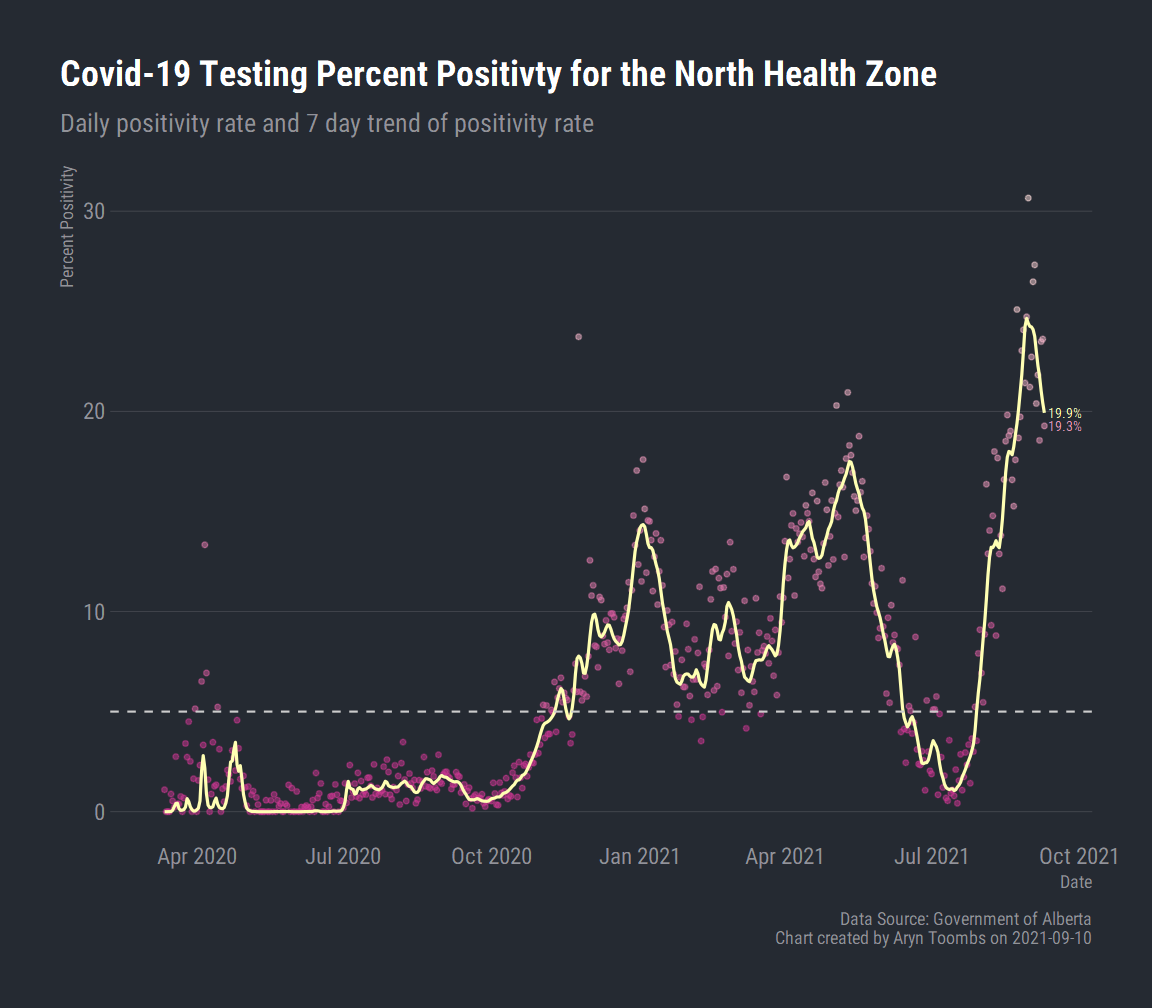 Covid-19 Testing Percent Positivty for the North Health Zone
Daily positivity rate and 7 day trend of positivity rate
Percent Positivity
30
20
10
0
19.9%
19.3%
Apr 2020
Jul 2020
Oct 2020
Jan 2021
Apr 2021
Jul 2021
Oct 2021
Date
Data Source: Government of Alberta
Chart created by Aryn Toombs on 2021-09-10